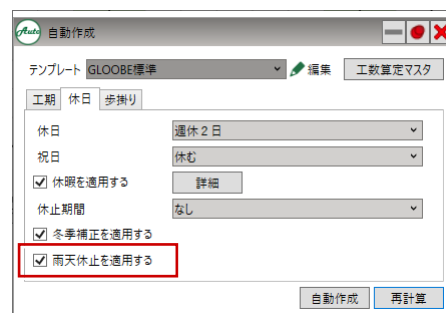 Auto 自動作成
テンプレート GLOOBE標準 編集 工数算定マスタ
工期 休日 歩掛り
休日 週休2日
祝日 休む
休暇を適用する 詳細
休止期間 なし
冬季補正を適用する
雨天休止を適用する
自動作成 再計算